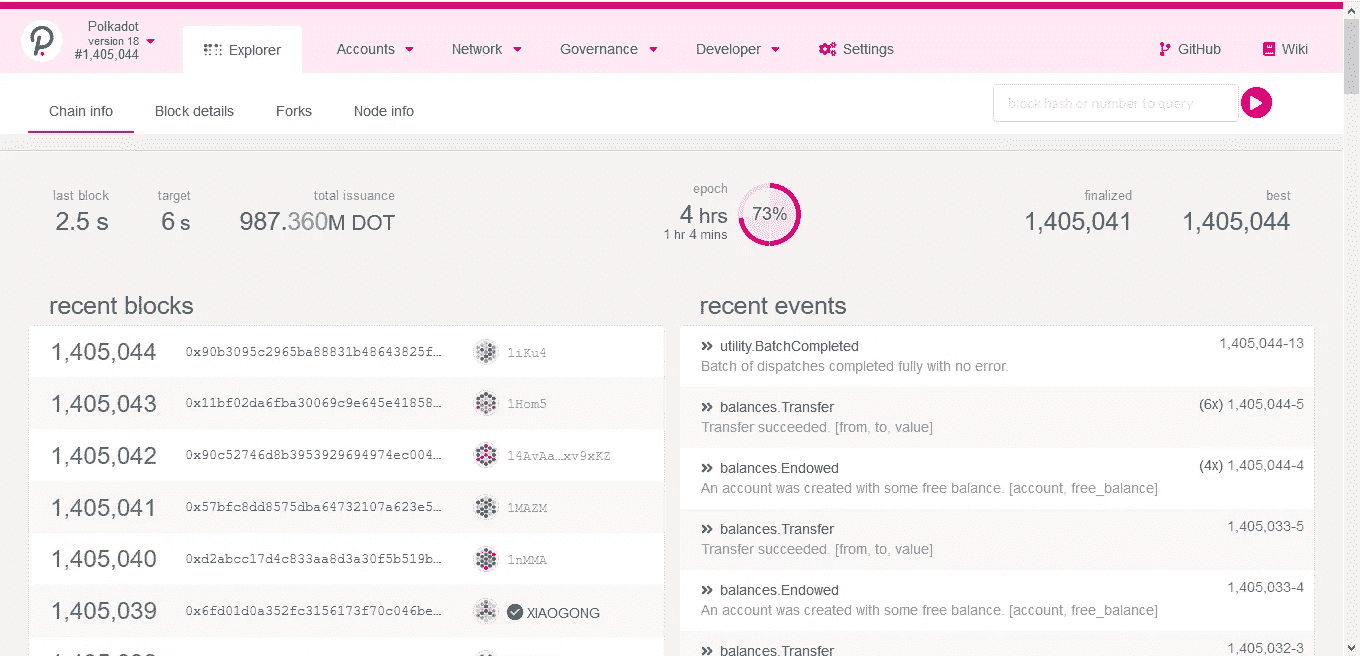 Polkadot
version 18
#1,405,044
Explorer
Accounts
Network
Governance
Developer
Settings
GitHub
Wiki
Chain info
Block details
Forks
Node info
block hash or number to query
last block
2.5 s
target
6 s
total issuance
987.360M DOT
epoch
4 hrs
1 hr 4 mins
73%
finalized
1,405,041
best
1,405,044
recent blocks
1,405,044 0x90b3095c2965ba88831b48643825f… 1iKu4
1,405,043 0x11bf02da6fba30069c9e645e41858… 1Hom5
1,405,042 0x90c52746d8b3953929694974ec004… 14AvAa…xv9xKZ
1,405,041 0x57bfc8dd8575dba64732107a623e5… 1MAZM
1,405,040 0xd2abcc17d4c833aa8d3a30f5b519b… 1nMMA
1,405,039 0x6fd01d0a352fc3156173f70c046be… XIAOGONG
recent events
utility.BatchCompleted 1,405,044-13
Batch of dispatches completed fully with no error.
balances.Transfer (6x) 1,405,044-5
Transfer succeeded. [from, to, value]
balances.Endowed (4x) 1,405,044-4
An account was created with some free balance. [account, free_balance]
balances.Transfer 1,405,033-5
Transfer succeeded. [from, to, value]
balances.Endowed 1,405,033-4
An account was created with some free balance. [account, free_balance]
balances.Transfer 1,405,032-3